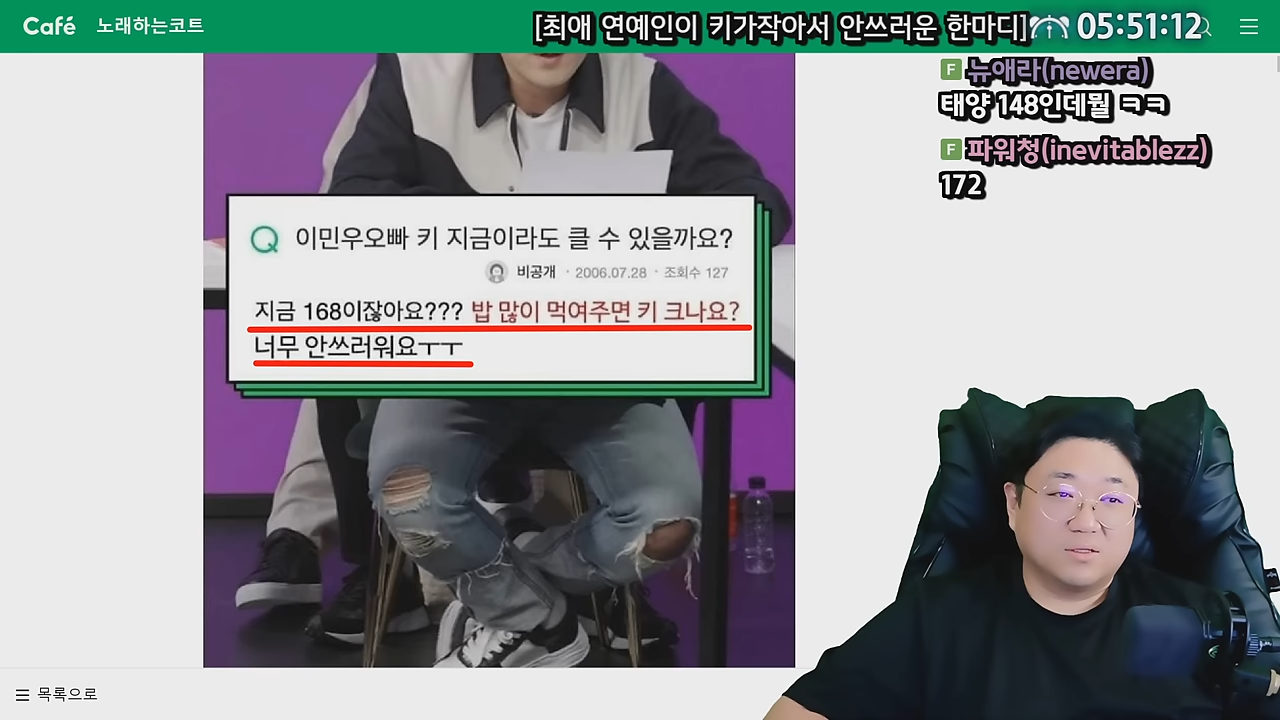 Café 노래하는코트
[최애 연예인이 키가작아서 안쓰러운 한마디] 05:51:12
F 뉴애라(newera)
태양 148인데뭘 ㅋㅋ
F 파워청(inevitablezz)
172
Q 이민우오빠 키 지금이라도 클 수 있을까요?
비공개 · 2006.07.28 · 조회수 127
지금 168이잖아요??? 밥 많이 먹여주면 키 크나요?
너무 안쓰러워요ㅜㅜ
목록으로